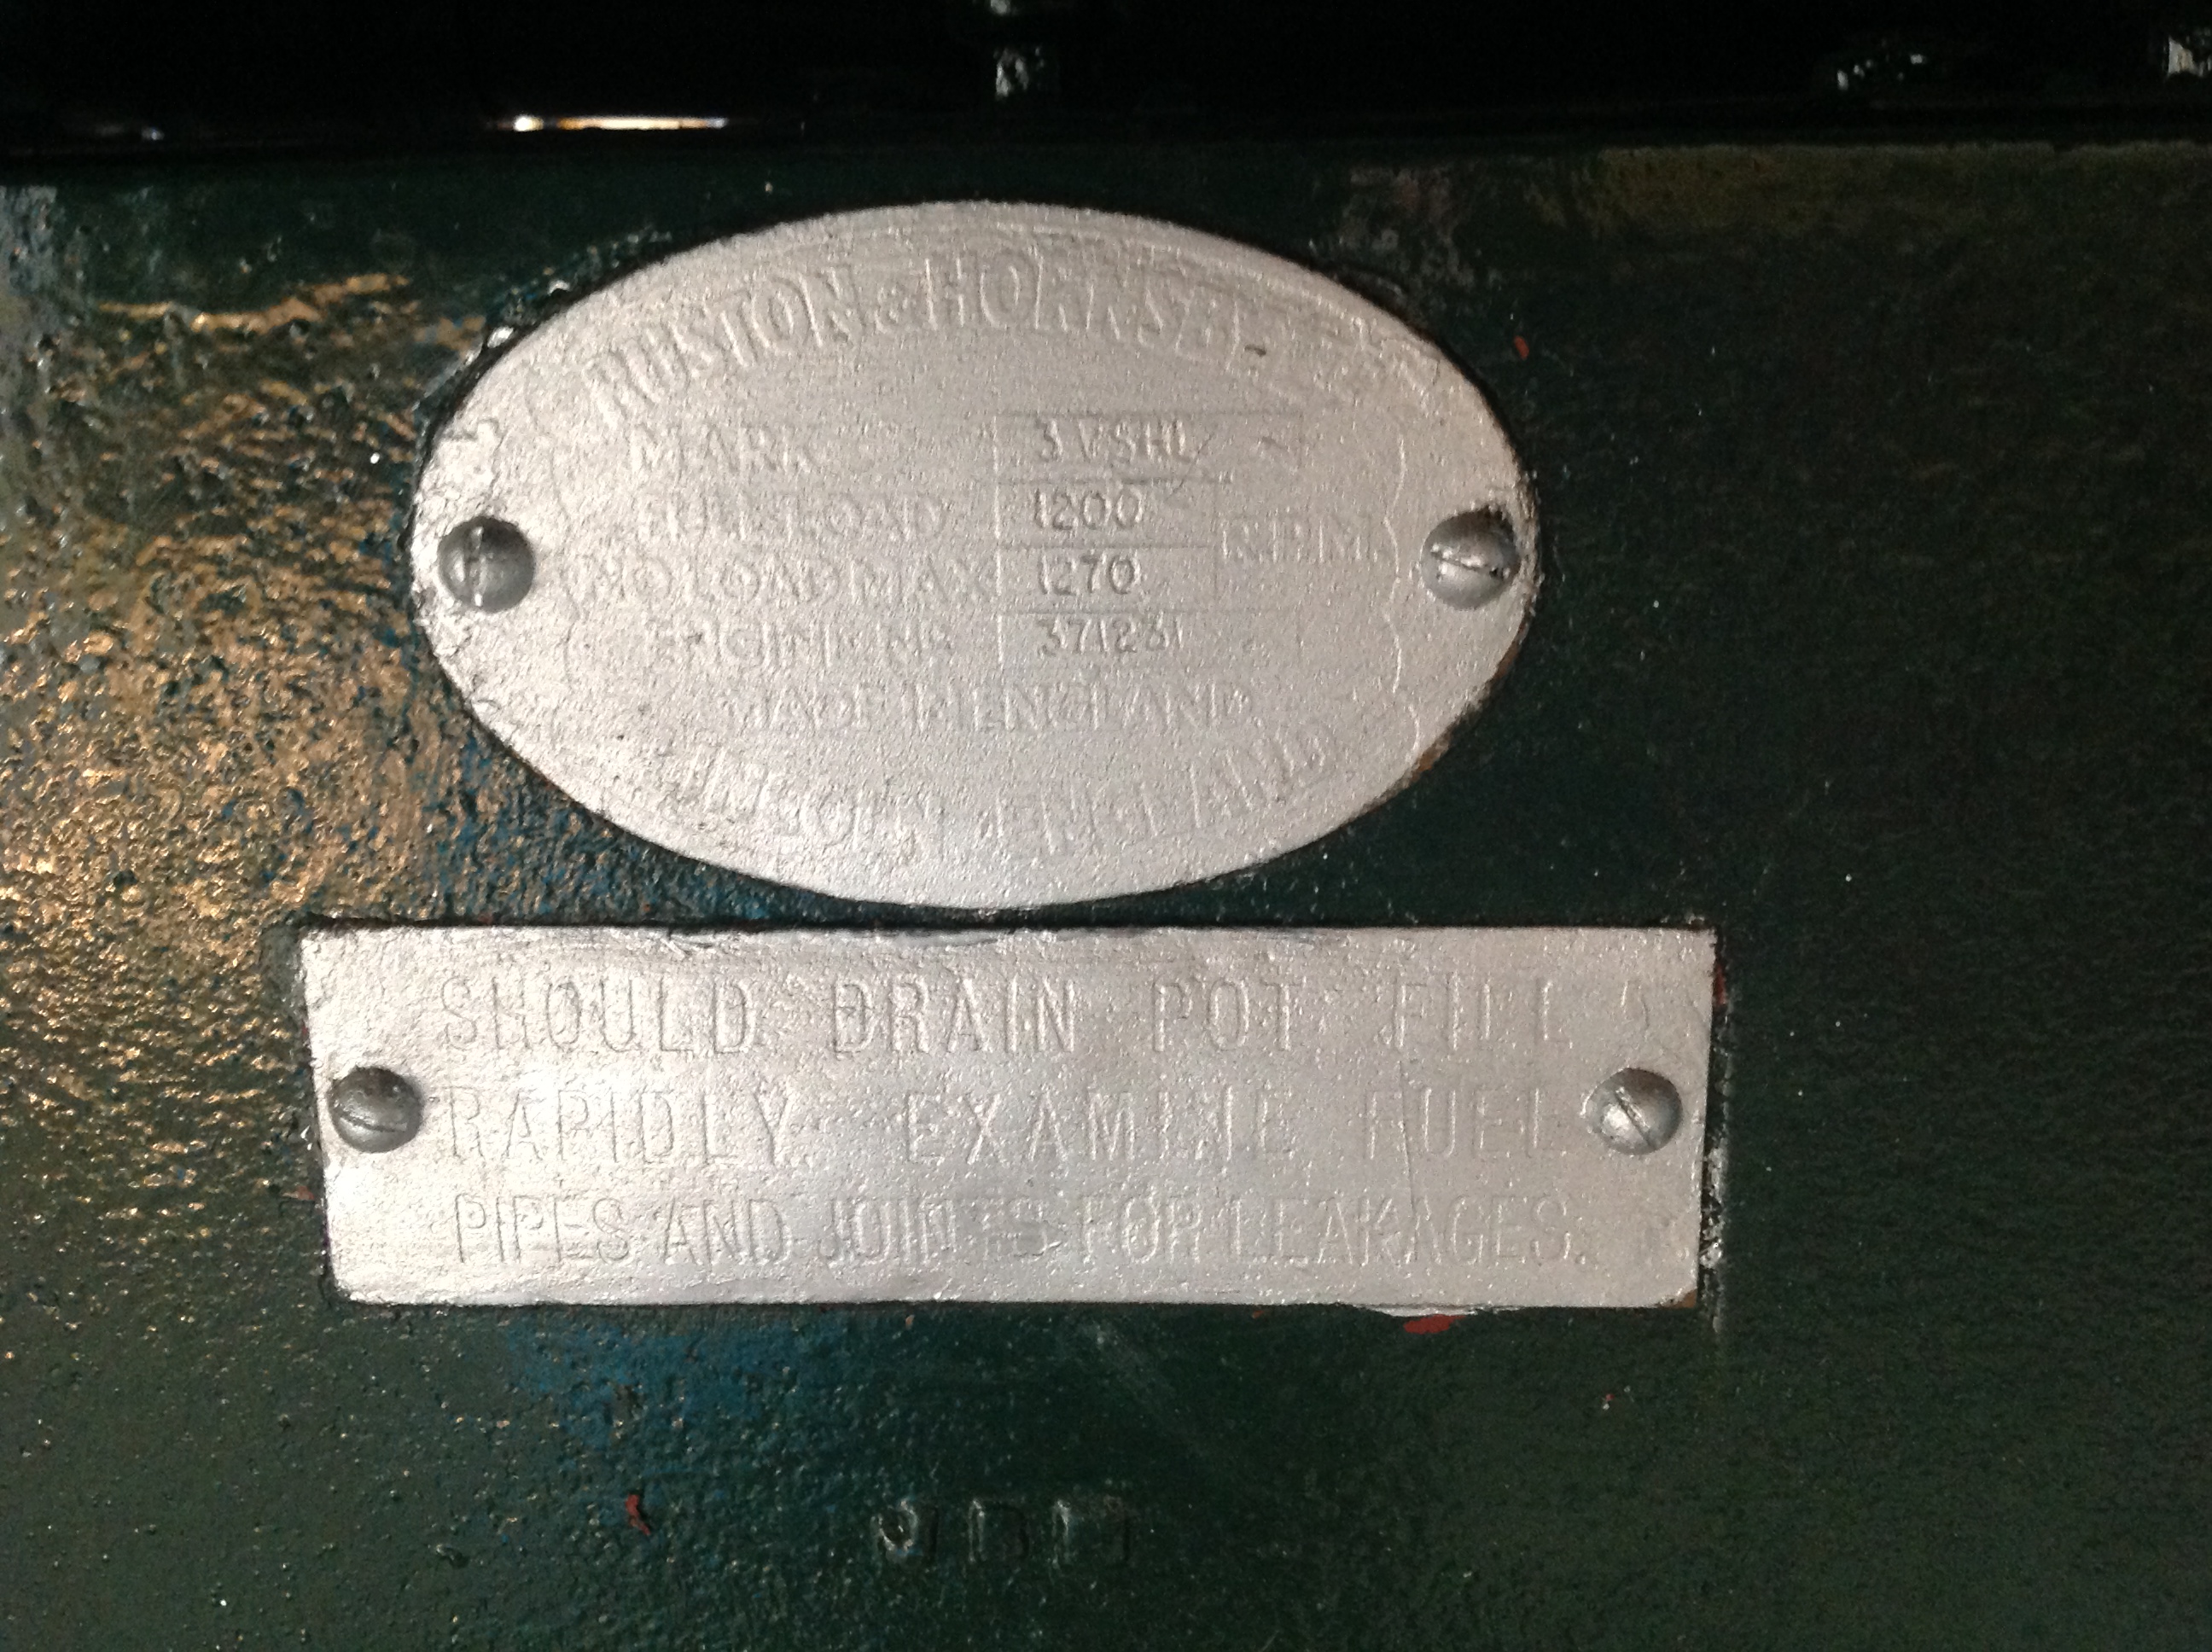 RUSTON & HORNSBY LTD
MARK 3VSHL
FULL LOAD 1200 R.P.M.
NO LOAD MAX 1270
ENGINE No 371231
MADE IN ENGLAND
LINCOLN ENGLAND
SHOULD DRAIN POT FILL
RAPIDLY EXAMINE FUEL
PIPES AND JOINTS FOR LEAKAGES.